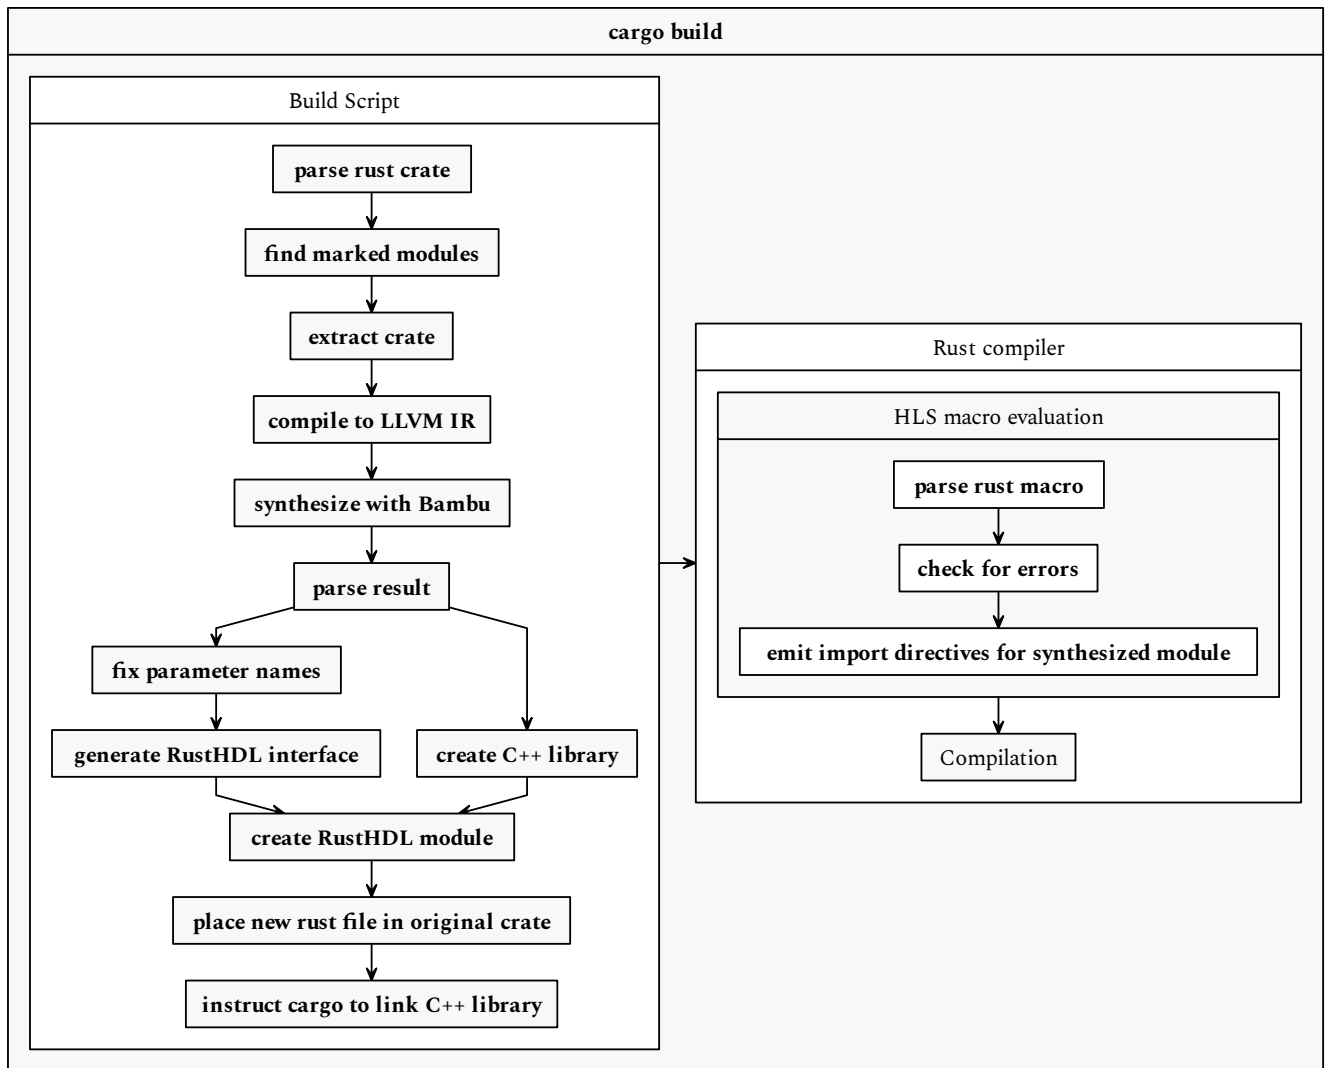 cargo build
Build Script
parse rust crate
find marked modules
extract crate
compile to LLVM IR
synthesize with Bambu
parse result
fix parameter names
generate RustHDL interface
create C++ library
create RustHDL module
place new rust file in original crate
instruct cargo to link C++ library
Rust compiler
HLS macro evaluation
parse rust macro
check for errors
emit import directives for synthesized module
Compilation